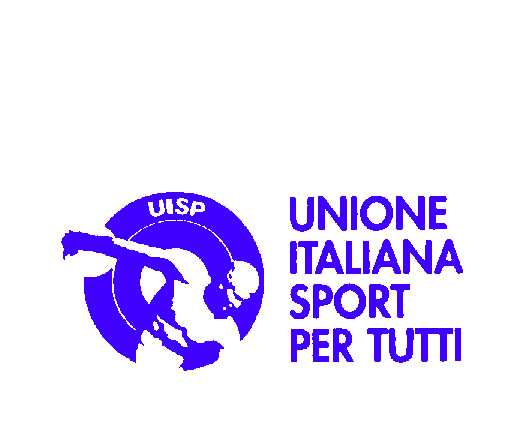 UISP
UNIONE
ITALIANA
SPORT
PER TUTTI